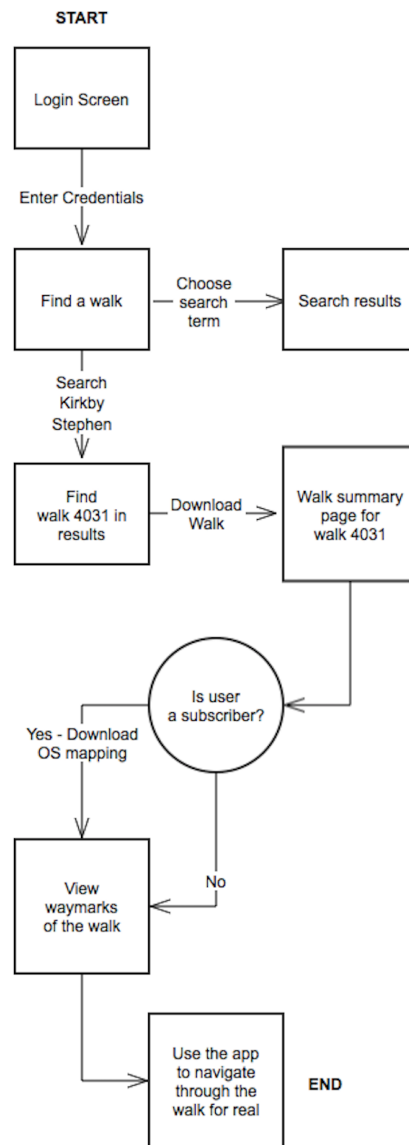 START
Login Screen
Enter Credentials
Find a walk
Choose
search
term
Search results
Search
Kirkby
Stephen
Find
walk 4031 in
results
Download
Walk
Walk summary
page for
walk 4031
Is user
a subscriber?
Yes - Download
OS mapping
No
View
waymarks
of the walk
Use the app
to navigate
through the
walk for real
END